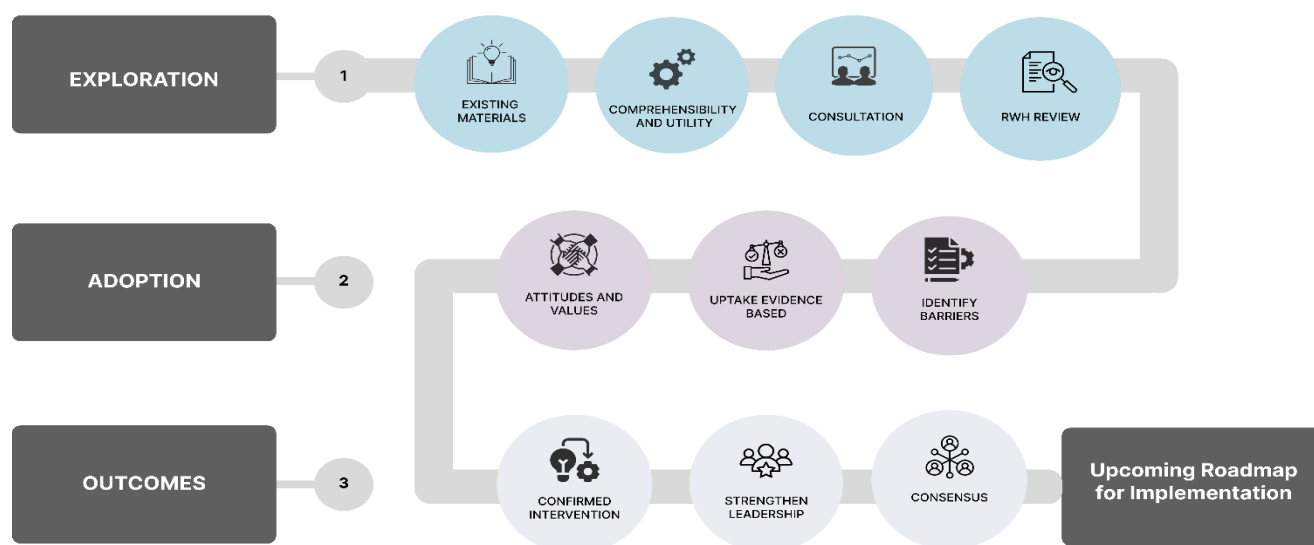 EXPLORATION
1
EXISTING
MATERIALS
COMPREHENSIBILITY
AND UTILITY
CONSULTATION
RWH REVIEW
ADOPTION
2
ATTITUDES AND
VALUES
UPTAKE EVIDENCE
BASED
IDENTIFY
BARRIERS
OUTCOMES
3
CONFIRMED
INTERVENTION
STRENGTHEN
LEADERSHIP
CONSENSUS
Upcoming Roadmap
for Implementation